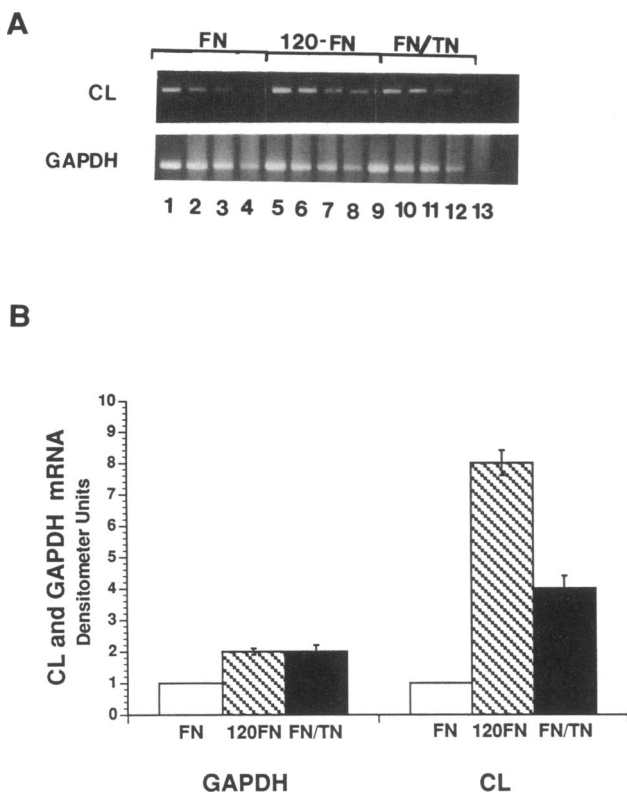 A
FN 120-FN FN/TN
CL
GAPDH
1 2 3 4 5 6 7 8 9 10 11 12 13
B
CL and GAPDH mRNA
Densitometer Units
10
9
8
7
6
5
4
3
2
1
0
FN 120FN FN/TN FN 120FN FN/TN
GAPDH CL